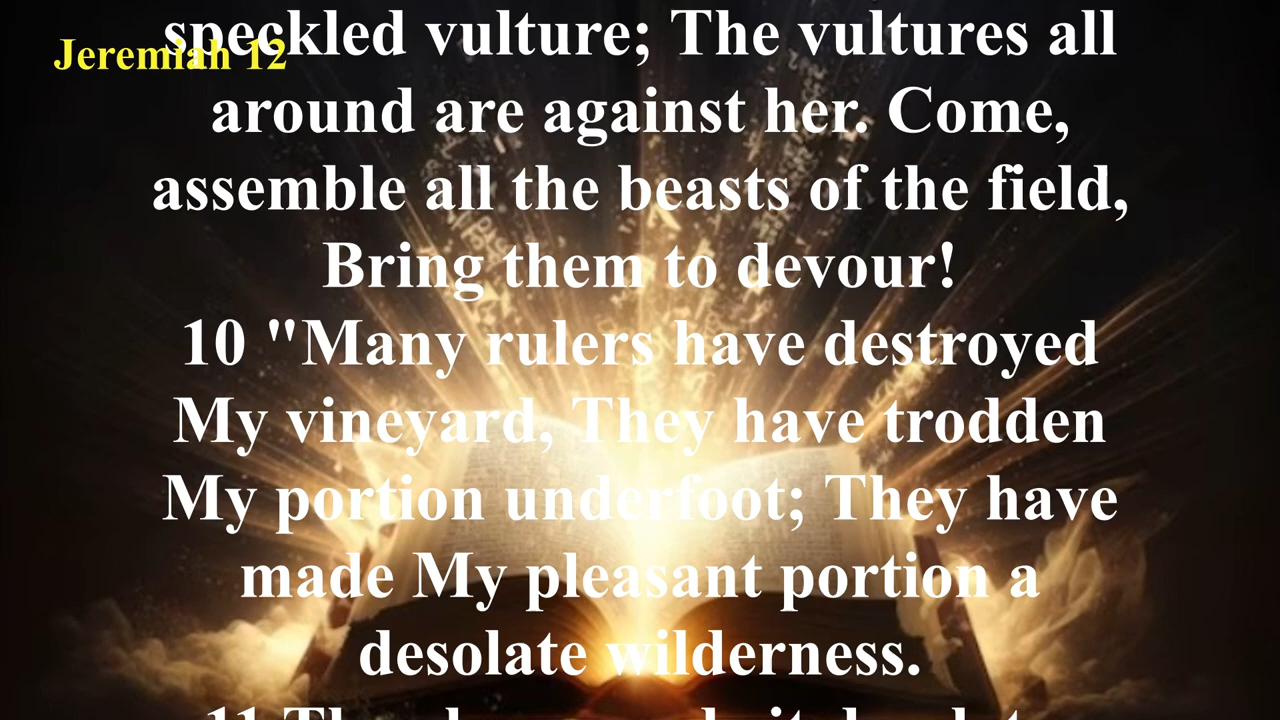 Jeremiah 12
speckled vulture; The vultures all
around are against her. Come,
assemble all the beasts of the field,
Bring them to devour!
10 "Many rulers have destroyed
My vineyard, They have trodden
My portion underfoot; They have
made My pleasant portion a
desolate wilderness.
11